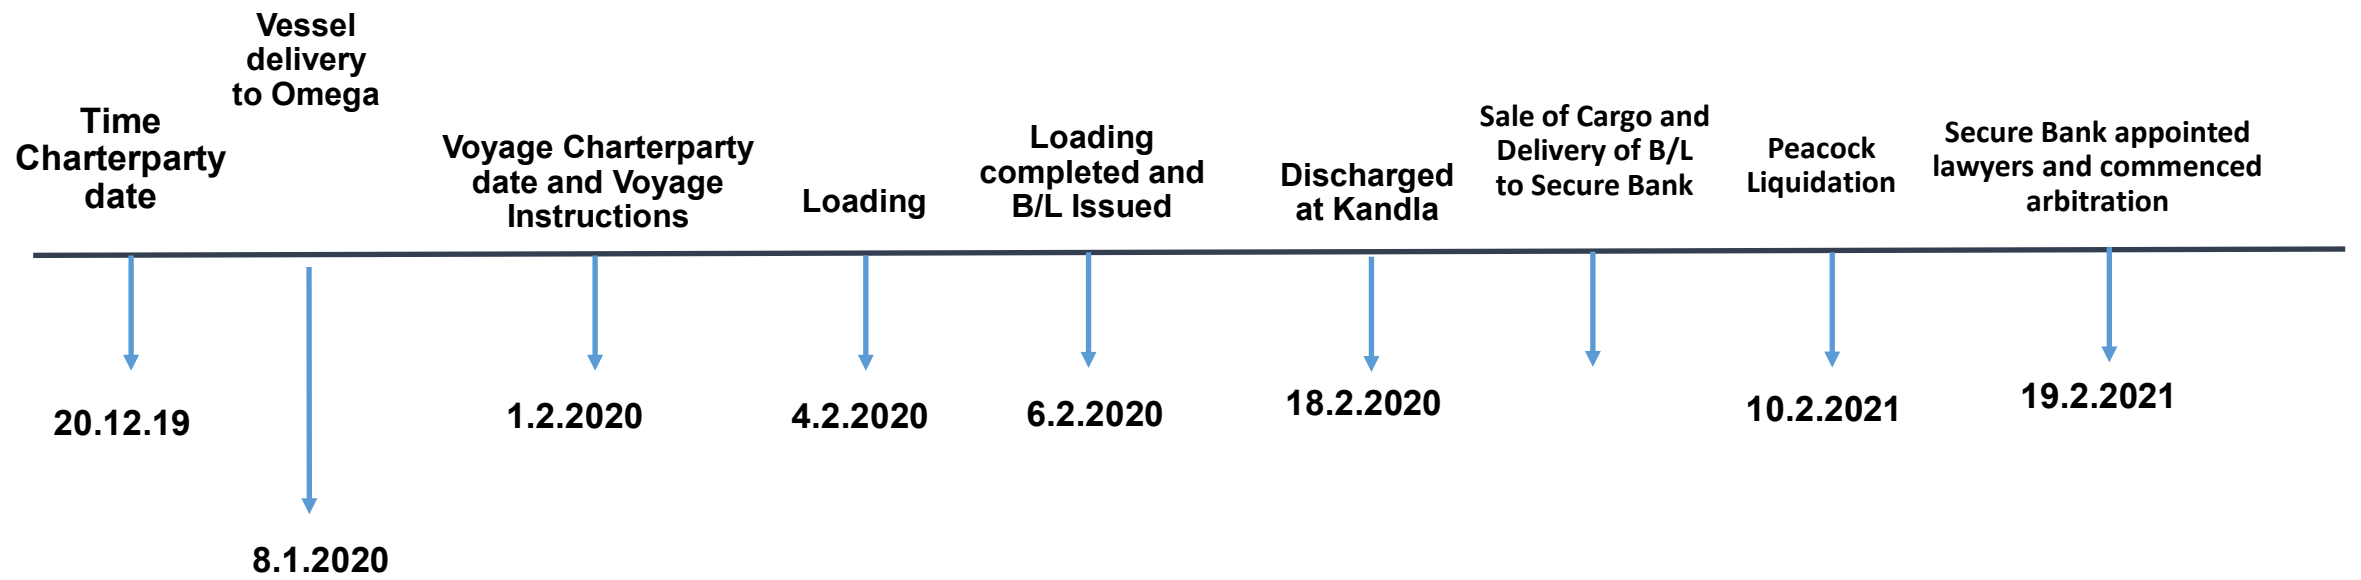 Time
Charterparty
date
20.12.19
Vessel
delivery
to Omega
8.1.2020
Voyage Charterparty
date and Voyage
Instructions
1.2.2020
Loading
4.2.2020
Loading
completed and
B/L Issued
6.2.2020
Discharged
at Kandla
18.2.2020
Sale of Cargo and
Delivery of B/L
to Secure Bank
Peacock
Liquidation
10.2.2021
Secure Bank appointed
lawyers and commenced
arbitration
19.2.2021